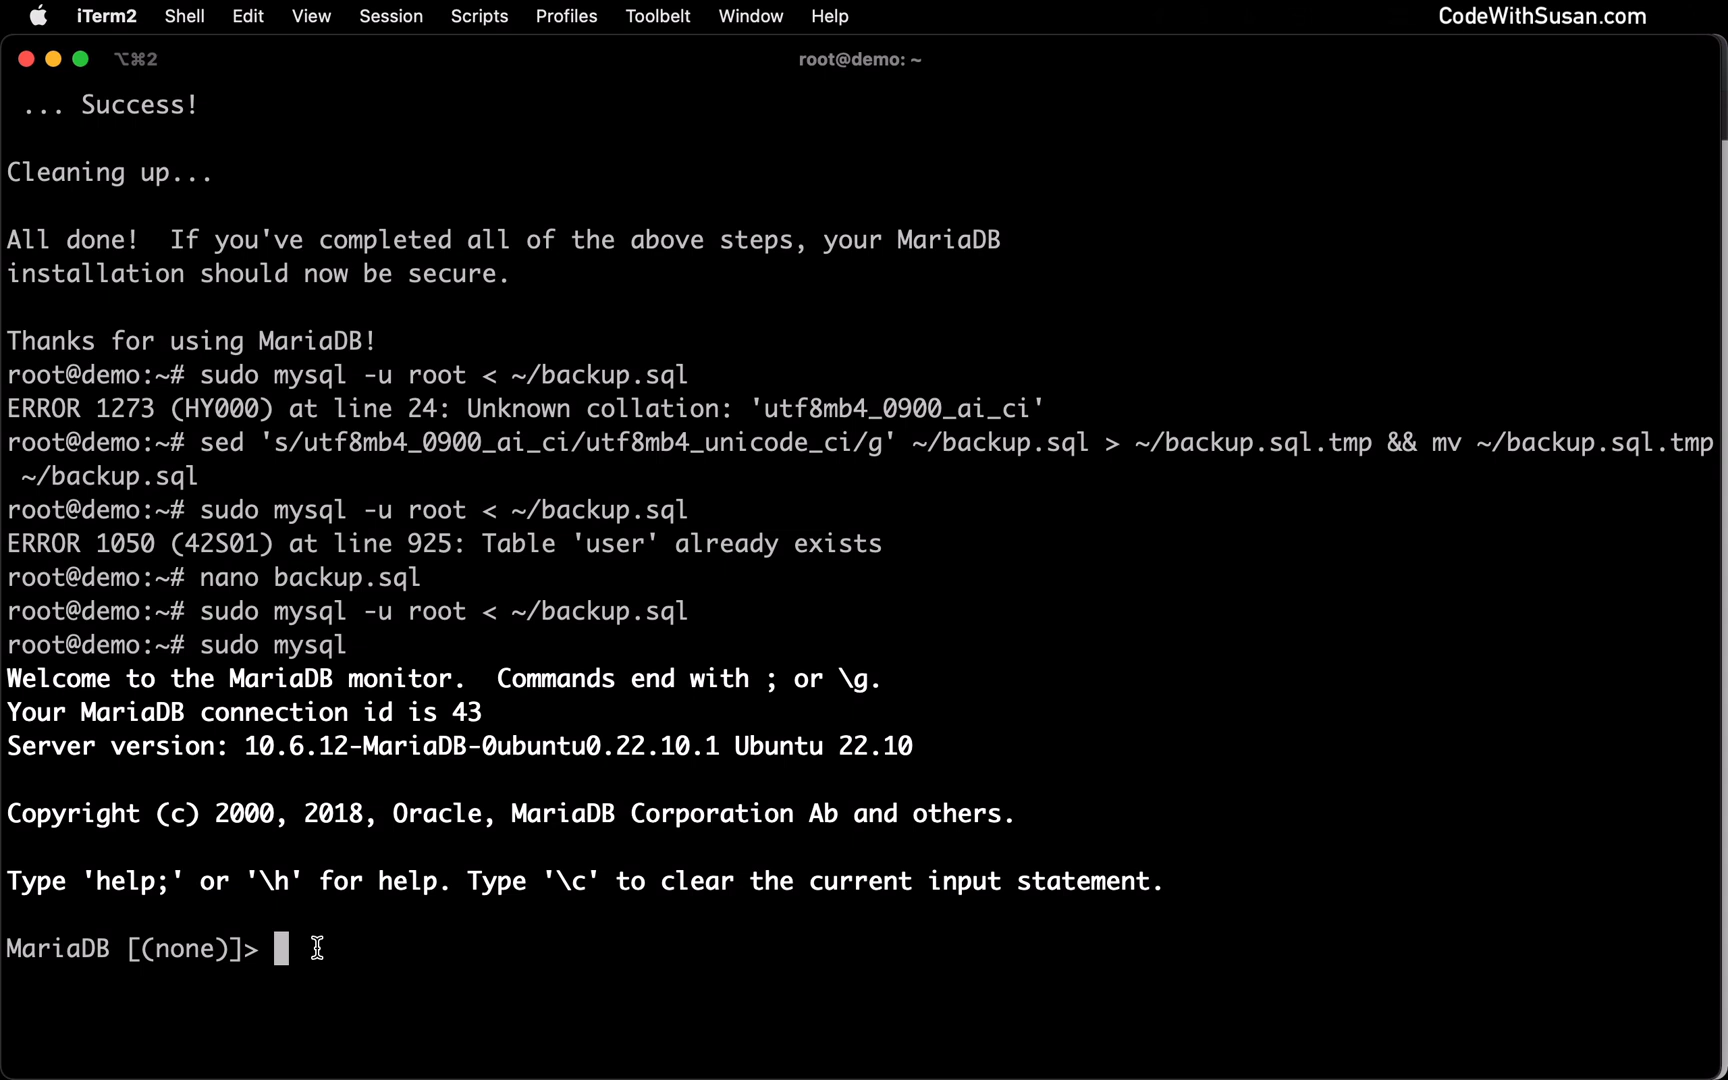 iTerm2 Shell Edit View Session Scripts Profiles Toolbelt Window Help CodeWithSusan.com
⌥⌘2 root@demo: ~
... Success!
Cleaning up...
All done!  If you've completed all of the above steps, your MariaDB
installation should now be secure.
Thanks for using MariaDB!
root@demo:~# sudo mysql -u root < ~/backup.sql
ERROR 1273 (HY000) at line 24: Unknown collation: 'utf8mb4_0900_ai_ci'
root@demo:~# sed 's/utf8mb4_0900_ai_ci/utf8mb4_unicode_ci/g' ~/backup.sql > ~/backup.sql.tmp && mv ~/backup.sql.tmp
~/backup.sql
root@demo:~# sudo mysql -u root < ~/backup.sql
ERROR 1050 (42S01) at line 925: Table 'user' already exists
root@demo:~# nano backup.sql
root@demo:~# sudo mysql -u root < ~/backup.sql
root@demo:~# sudo mysql
Welcome to the MariaDB monitor.  Commands end with ; or \g.
Your MariaDB connection id is 43
Server version: 10.6.12-MariaDB-0ubuntu0.22.10.1 Ubuntu 22.10
Copyright (c) 2000, 2018, Oracle, MariaDB Corporation Ab and others.
Type 'help;' or '\h' for help. Type '\c' to clear the current input statement.
MariaDB [(none)]>